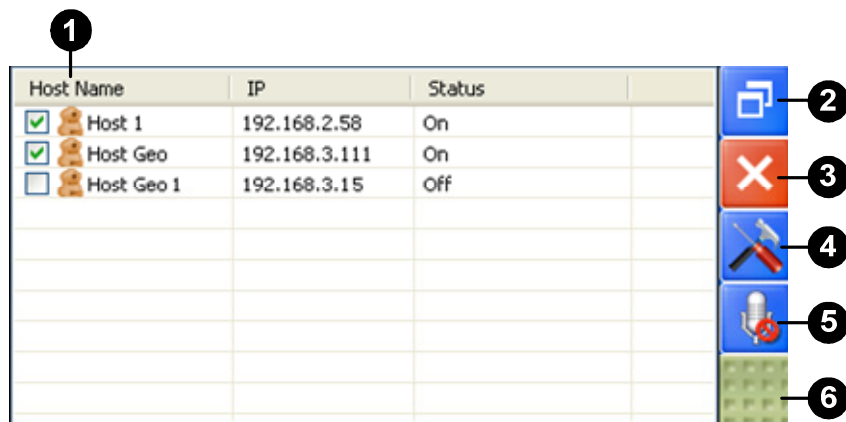 1
Host Name IP Status
2
Host 1 192.168.2.58 On
Host Geo 192.168.3.111 On
3
Host Geo 1 192.168.3.15 Off
4
5
6